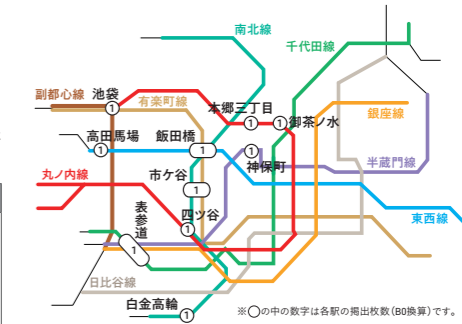 南北線
千代田線
副都心線
池袋
1
有楽町線
本郷三丁目
1
1
御茶ノ水
銀座線
高田馬場
1
飯田橋
1
1
神保町
半蔵門線
丸ノ内線
市ケ谷
1
表参道
1
四ツ谷
1
東西線
日比谷線
白金高輪
1
※◯の中の数字は各駅の掲出枚数(B0換算)です。